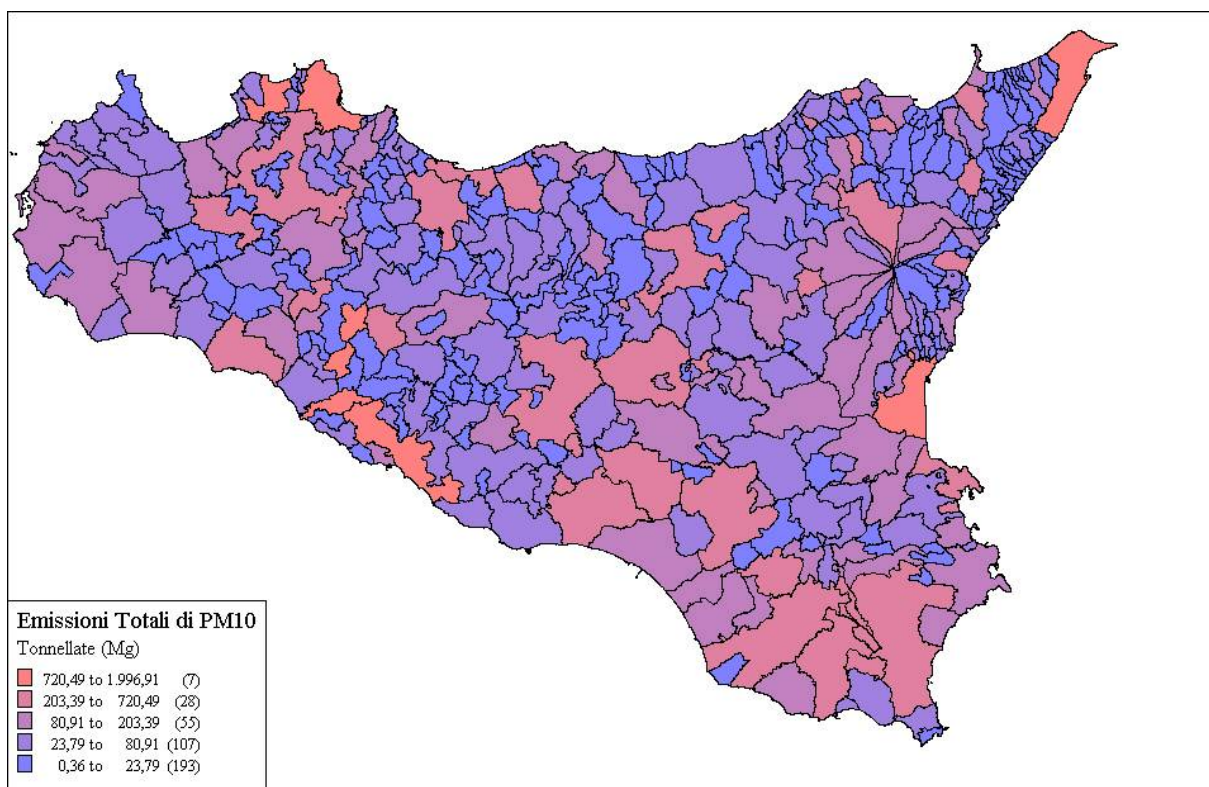 Emissioni Totali di PM10
Tonnellate (Mg)
720,49 to 1.996,91 (7)
203,39 to 720,49 (28)
80,91 to 203,39 (55)
23,79 to 80,91 (107)
0,36 to 23,79 (193)